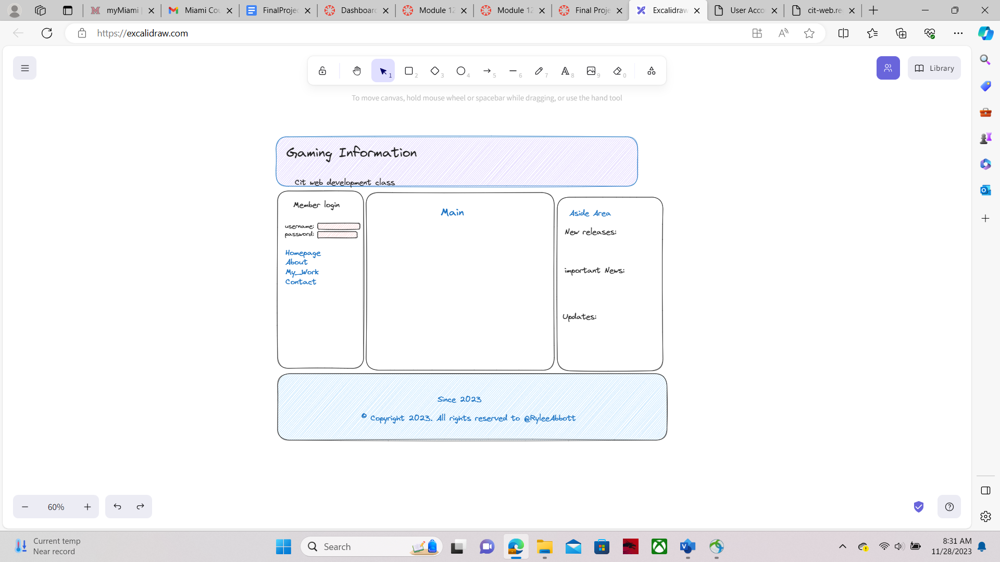 myMiami
Miami Cou
FinalProjec
Dashboard
Module 12
Module 12
Final Proje
Excalidraw
User Acco
cit-web.re
https://excalidraw.com
1
2
3
4
5
6
7
8
9
0
Library
To move canvas, hold mouse wheel or spacebar while dragging, or use the hand tool
Gaming Information
Cit web development class
Member login
username:
password:
Homepage
About
My_Work
Contact
Main
Aside Area
New releases:
important News:
Updates:
Since 2023
© Copyright 2023. All rights reserved to @RyleeAbbott
60%
Current temp
Near record
Search
8:31 AM
11/28/2023